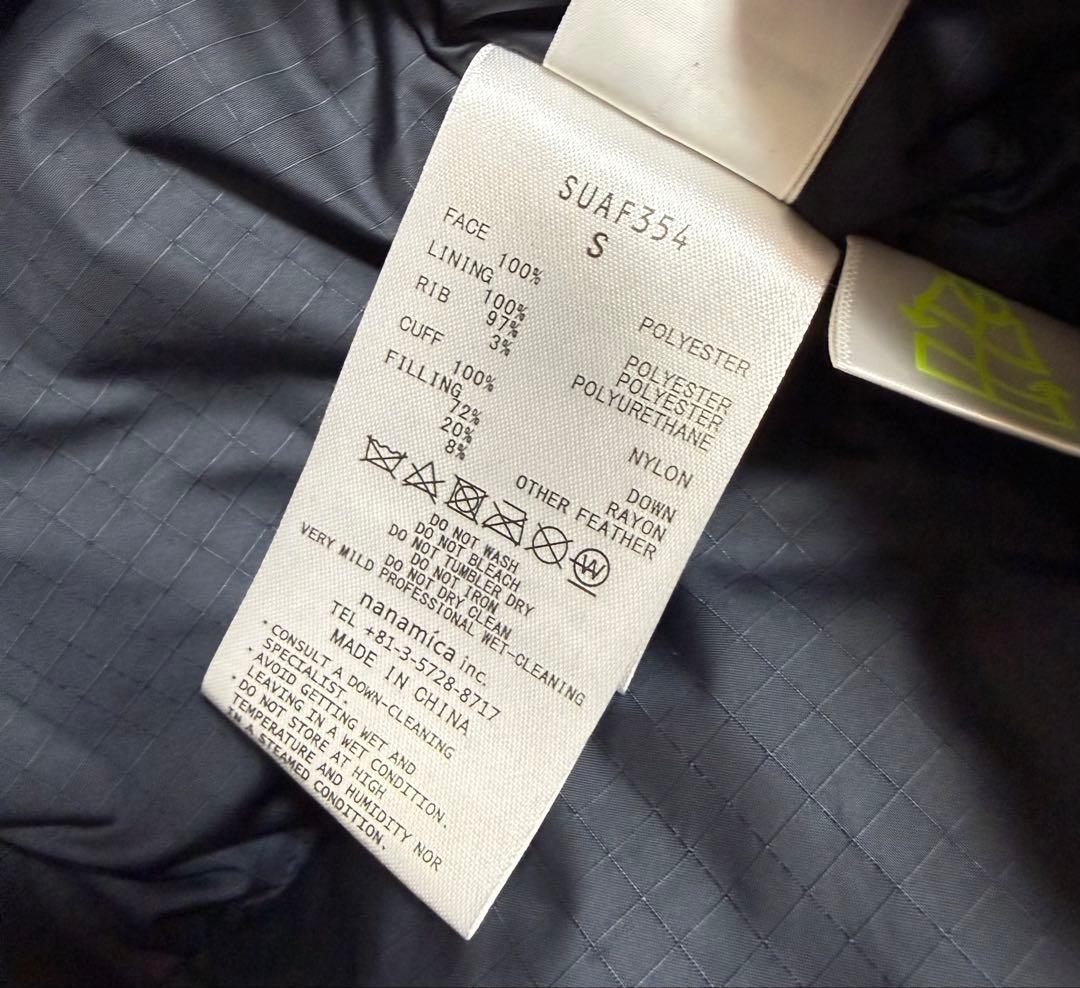 SUAF354
S
FACE
100% POLYESTER
LINING
100% POLYESTER
RIB 97% POLYESTER
3% POLYURETHANE
CUFF
100% NYLON
FILLING
72% DOWN
20% RAYON
8% OTHER FEATHER
W
DO NOT WASH
DO NOT BLEACH
DO NOT TUMBLER DRY
DO NOT IRON
DO NOT DRY CLEAN
VERY MILD PROFESSIONAL WET-CLEANING
nanamica inc.
TEL +81-3-5728-8717
MADE IN CHINA
・CONSULT A DOWN-CLEANING
SPECIALIST.
・AVOID GETTING WET AND
LEAVING IN A WET CONDITION.
・DO NOT STORE AT HIGH
TEMPERATURE AND HUMIDITY NOR
IN A STEAMED CONDITION.